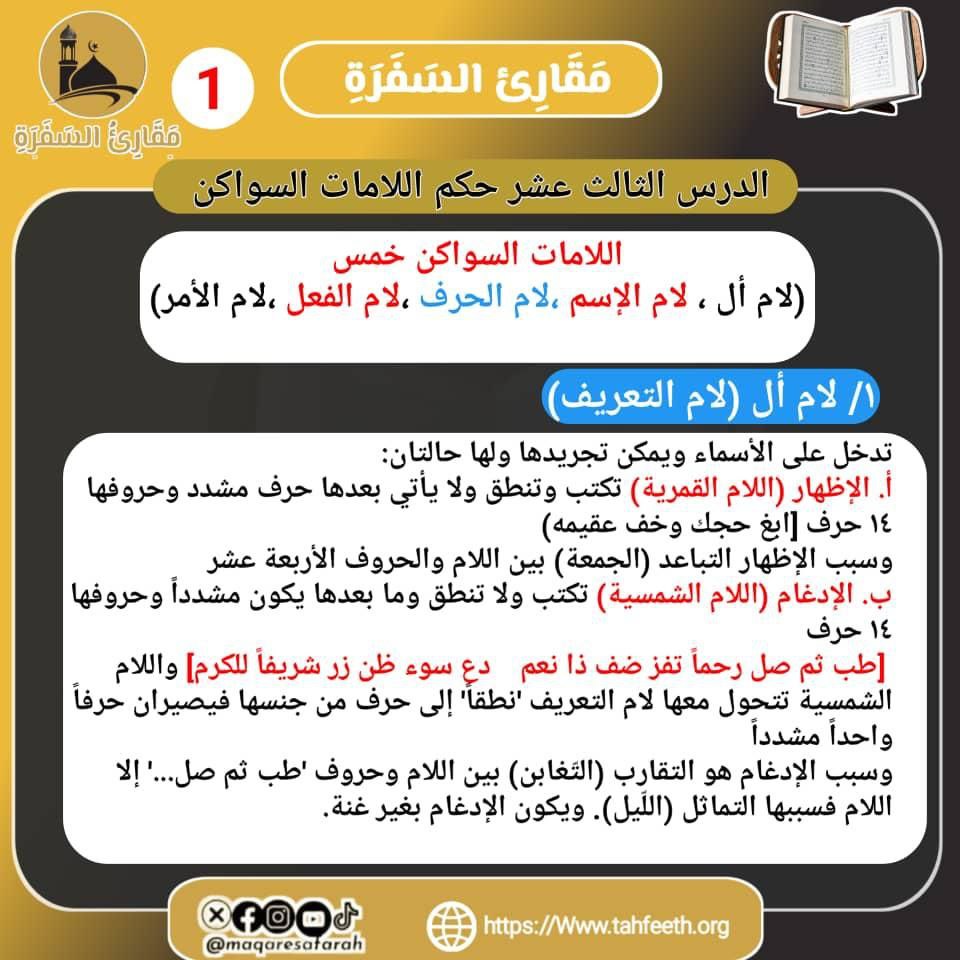 مَقَارِئ السَفَرَةِ
1
مَقَارِئُ السَفَرَةِ
الدرس الثالث عشر حكم اللامات السواكن
اللامات السواكن خمس
(لام أل ، لام الإسم ،لام الحرف ،لام الفعل ،لام الأمر)
١/ لام أل (لام التعريف)
تدخل على الأسماء ويمكن تجريدها ولها حالتان:
أ. الإظهار (اللام القمرية) تكتب وتنطق ولا يأتي بعدها حرف مشدد وحروفها
١٤ حرف [ابغ حجك وخف عقيمه)
وسبب الإظهار التباعد (الجمعة) بين اللام والحروف الأربعة عشر
ب. الإدغام (اللام الشمسية) تكتب ولا تنطق وما بعدها يكون مشدداً وحروفها
١٤ حرف
[طب ثم صل رحماً تفز ضف ذا نعم دع سوء ظن زر شريفاً للكرم] واللام
الشمسية تتحول معها لام التعريف 'نطقاً' إلى حرف من جنسها فيصيران حرفاً
واحداً مشدداً
وسبب الإدغام هو التقارب (التَغابن) بين اللام وحروف 'طب ثم صل...' إلا
اللام فسببها التماثل (اللَيل). ويكون الإدغام بغير غنة.
@maqaresafarah
https://Www.tahfeeth.org